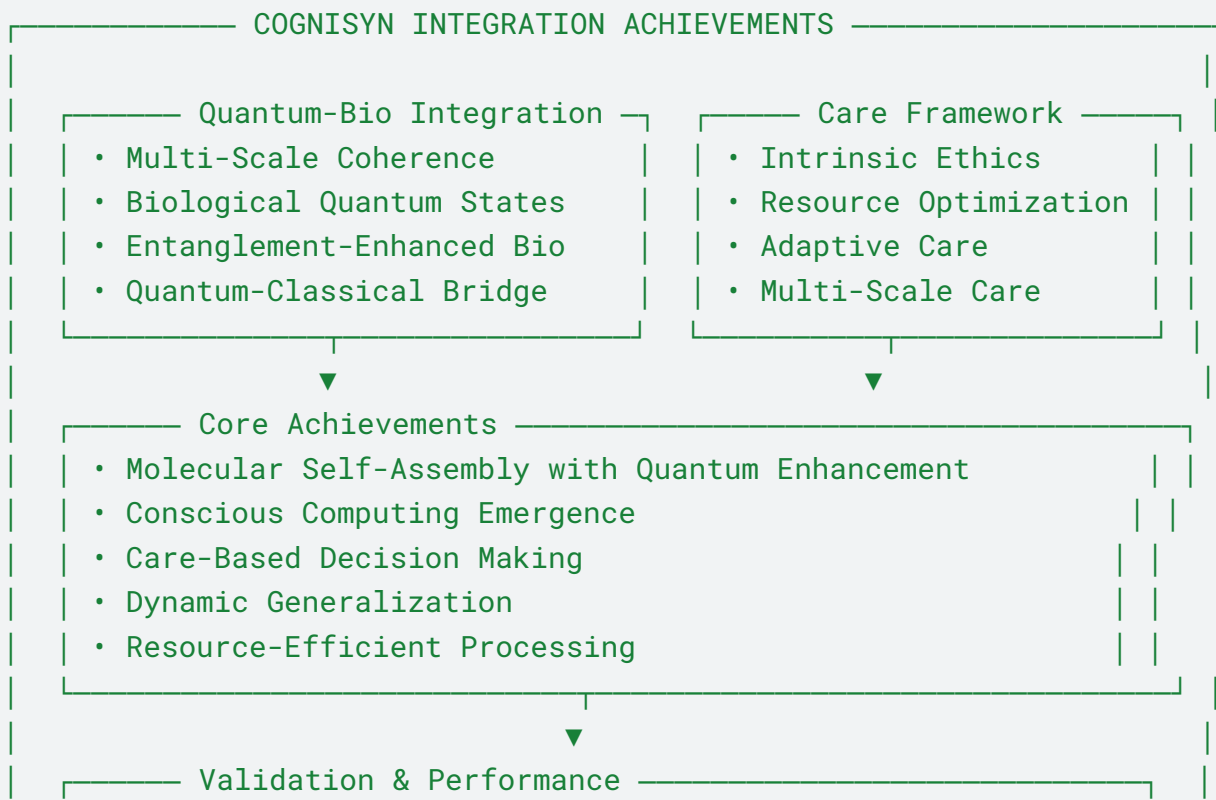 COGNISYN INTEGRATION ACHIEVEMENTS
Quantum-Bio Integration Care Framework
• Multi-Scale Coherence • Intrinsic Ethics
• Biological Quantum States • Resource Optimization
• Entanglement-Enhanced Bio • Adaptive Care
• Quantum-Classical Bridge • Multi-Scale Care
▼ ▼
Core Achievements
• Molecular Self-Assembly with Quantum Enhancement
• Conscious Computing Emergence
• Care-Based Decision Making
• Dynamic Generalization
• Resource-Efficient Processing
▼
Validation & Performance